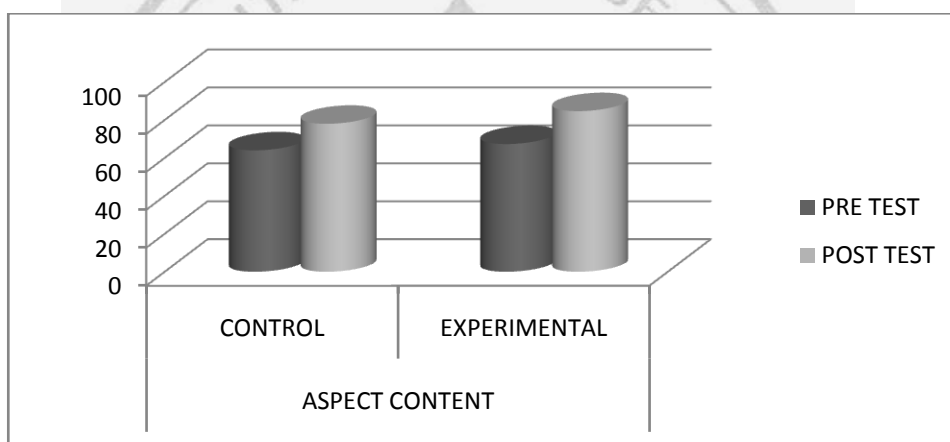 100
80
60
40
20
0
CONTROL EXPERIMENTAL
ASPECT CONTENT
PRE TEST
POST TEST